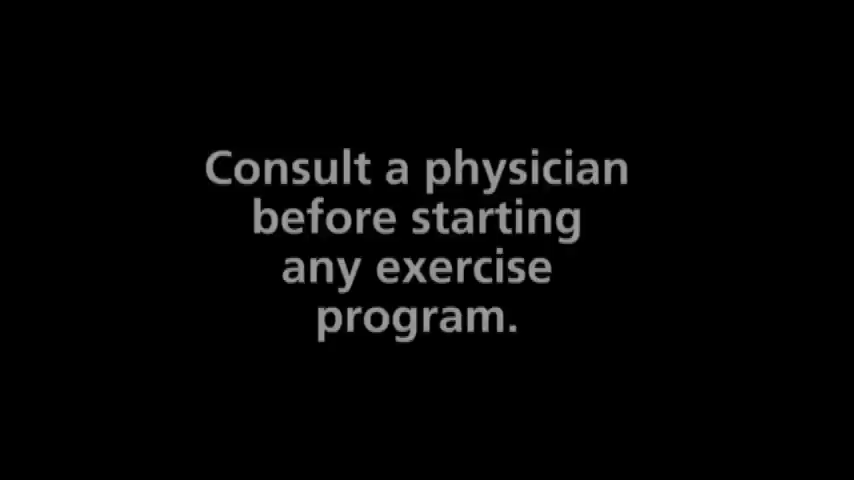 Consult a physician
before starting
any exercise
program.